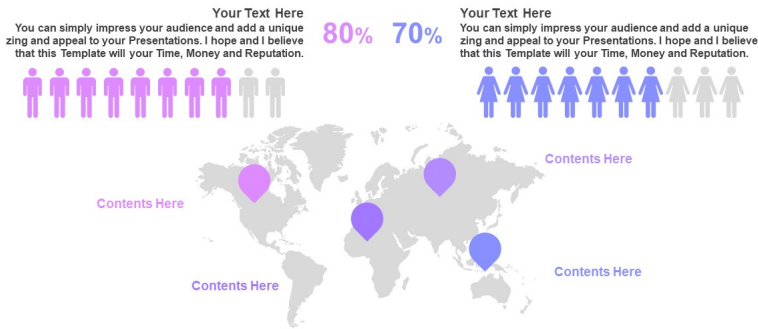 Your Text Here
You can simply impress your audience and add a unique
zing and appeal to your Presentations. I hope and I believe
that this Template will your Time, Money and Reputation.
80%
70%
Your Text Here
You can simply impress your audience and add a unique
zing and appeal to your Presentations. I hope and I believe
that this Template will your Time, Money and Reputation.
Contents Here
Contents Here
Contents Here
Contents Here